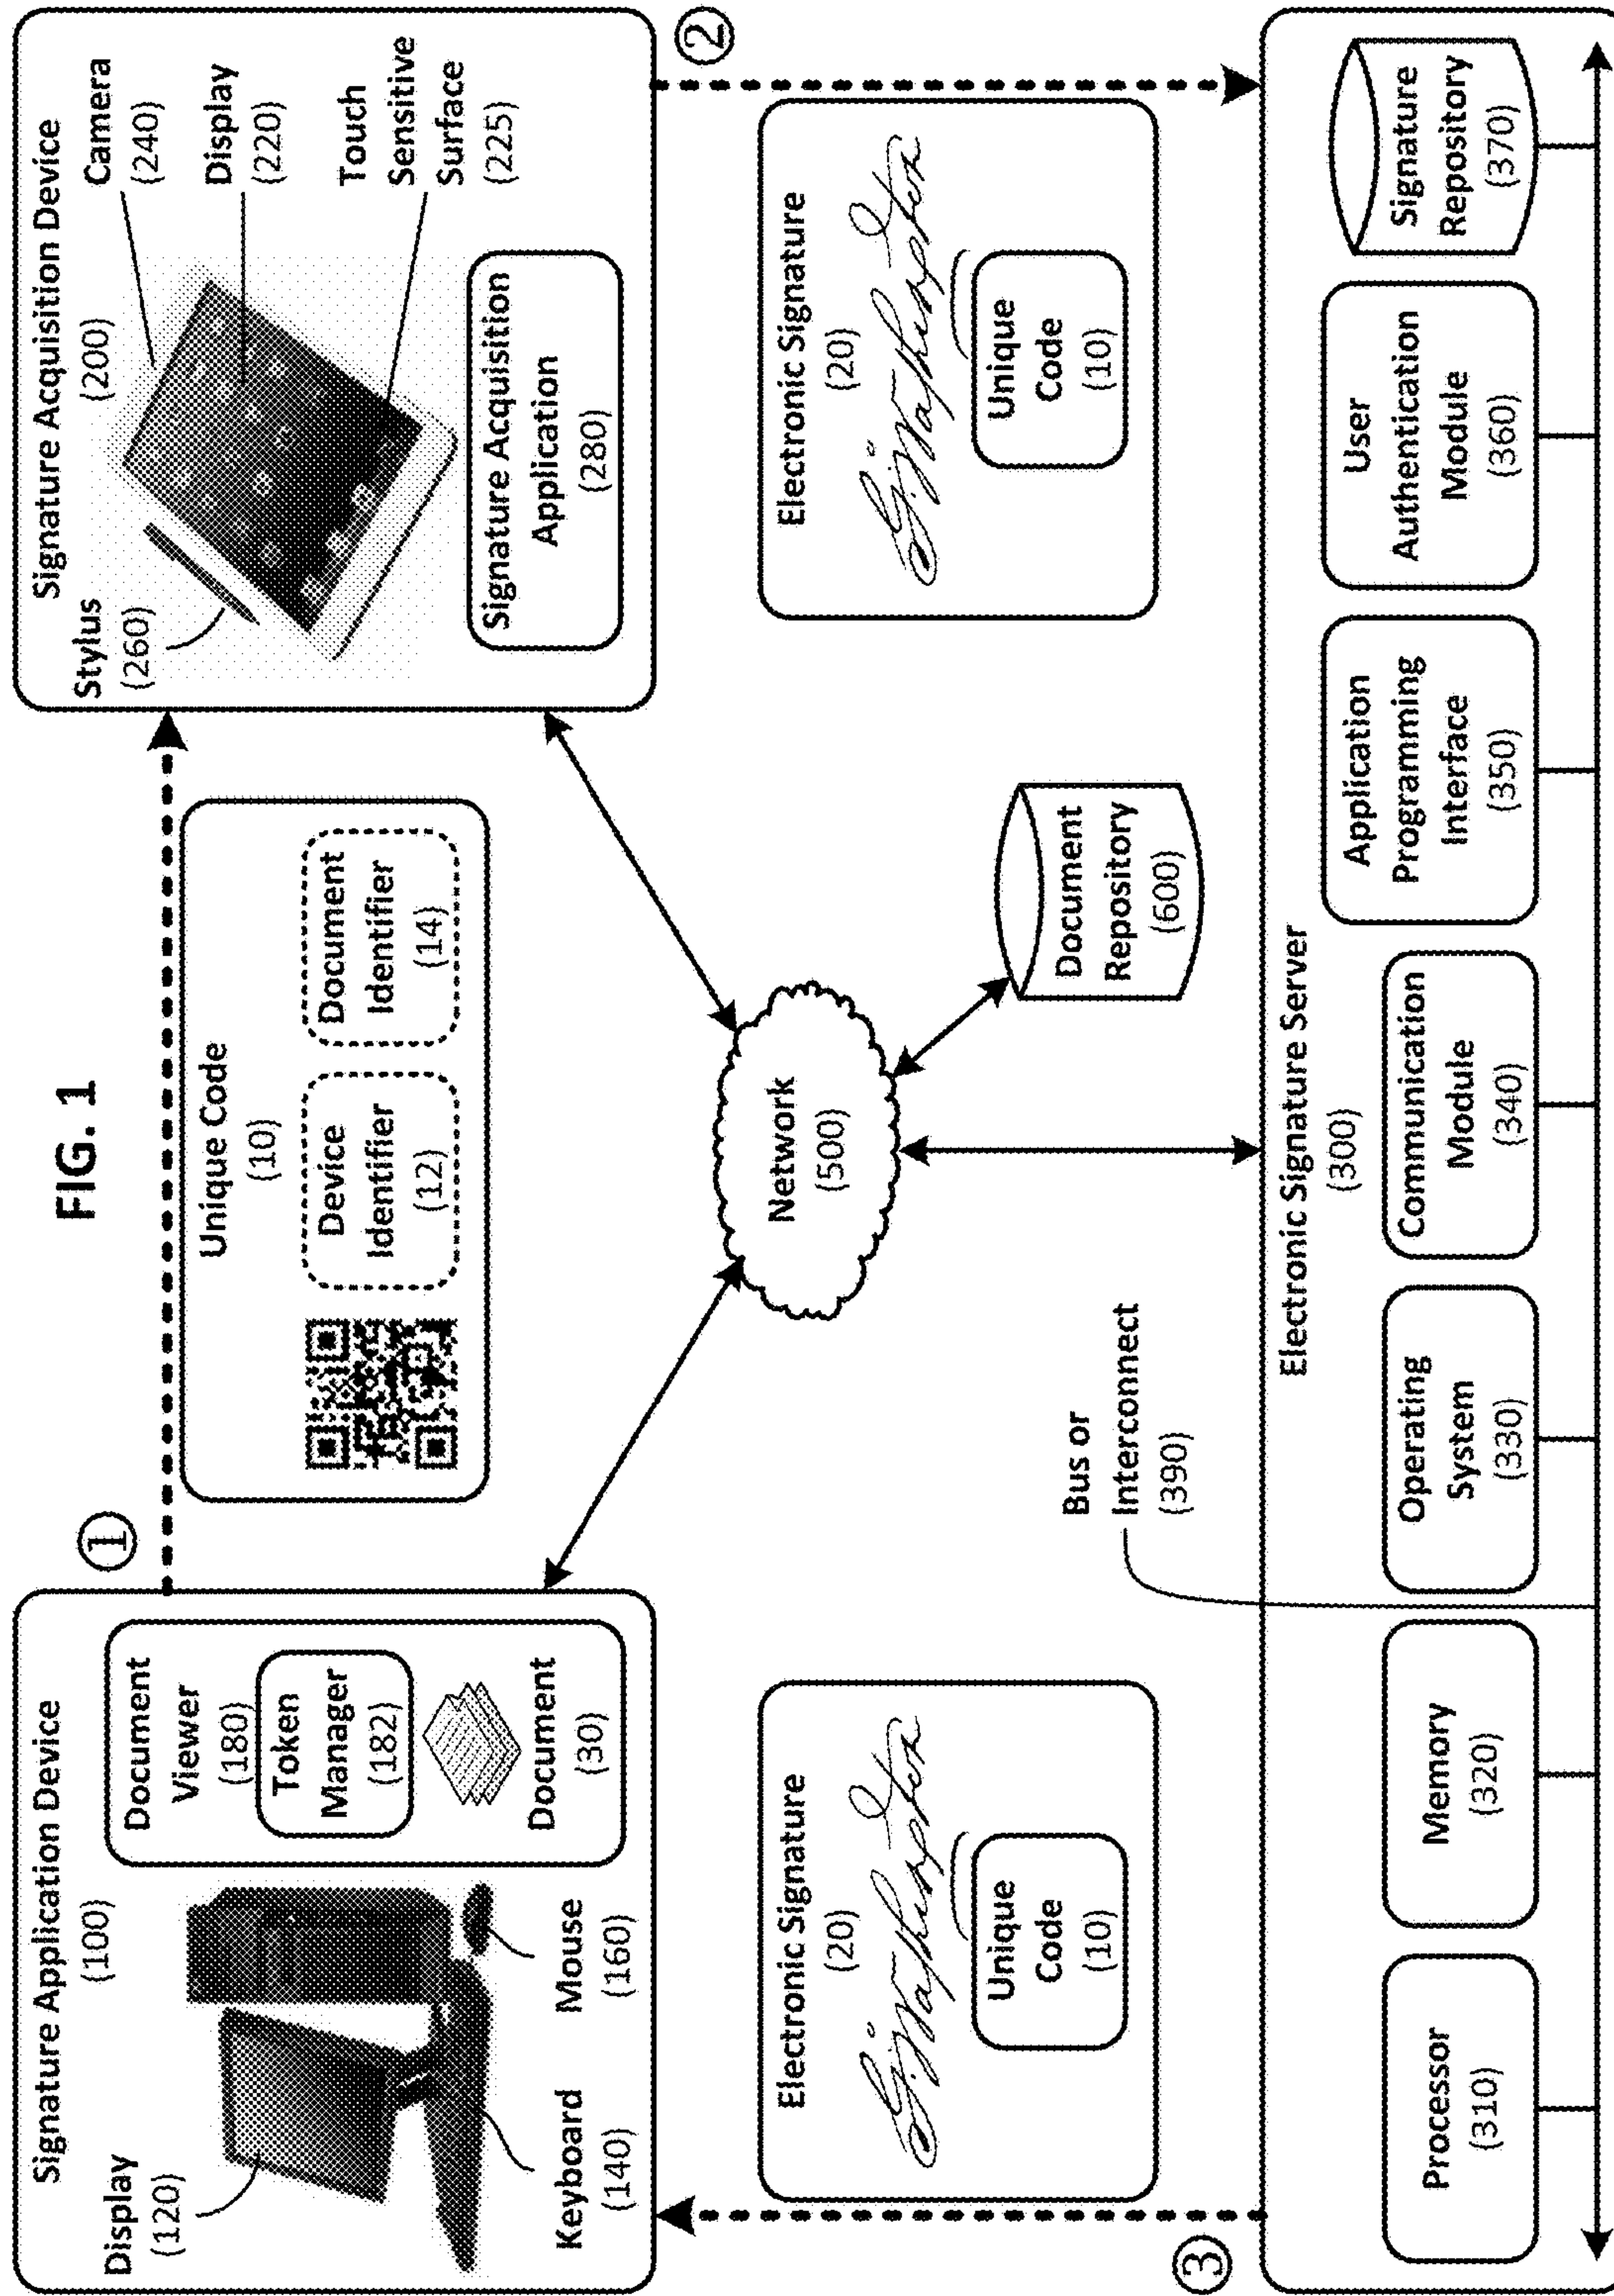 FIG. 1
Signature Application Device
(100)
Display
(120)
Keyboard
(140)
Mouse
(160)
Document
Viewer
(180)
Token
Manager
(182)
Document
(30)
①
Unique Code
(10)
Device
Identifier
(12)
Document
Identifier
(14)
Signature Acquisition Device
(200)
Stylus
(260)
Camera
(240)
Display
(220)
Touch
Sensitive
Surface
(225)
Signature Acquisition
Application
(280)
②
Electronic Signature
(20)
G. Washington
Unique
Code
(10)
Network
(500)
Document
Repository
(600)
Electronic Signature
(20)
G. Washington
Unique
Code
(10)
③
Bus or
Interconnect
(390)
Electronic Signature Server
(300)
Processor
(310)
Memory
(320)
Operating
System
(330)
Communication
Module
(340)
Application
Programming
Interface
(350)
User
Authentication
Module
(360)
Signature
Repository
(370)